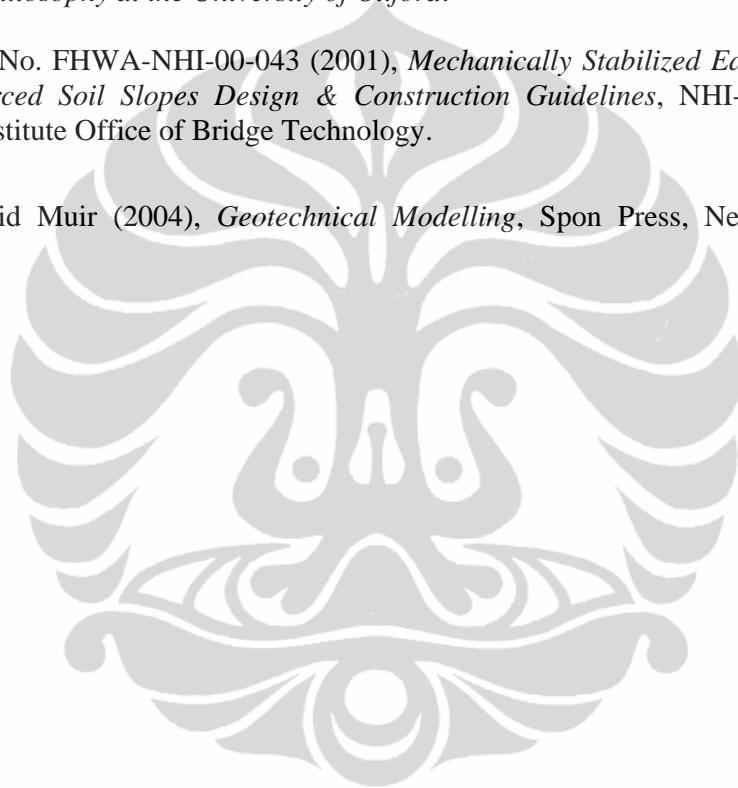 hilosophy at the University of Oxford.
No. FHWA-NHI-00-043 (2001), Mechanically Stabilized Ea
rced Soil Slopes Design & Construction Guidelines, NHI-
stitute Office of Bridge Technology.
id Muir (2004), Geotechnical Modelling, Spon Press, Ne